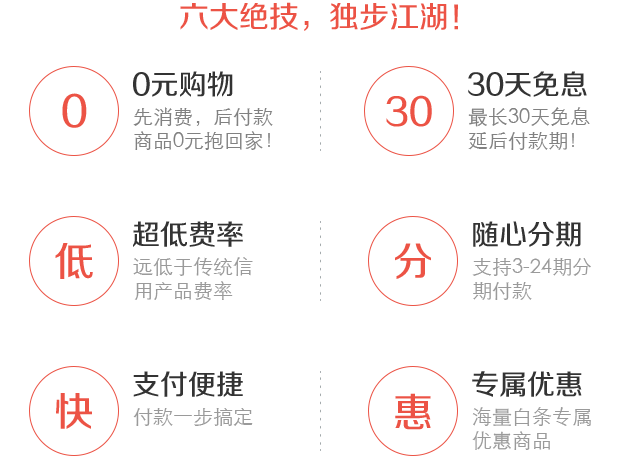 六大绝技，独步江湖！
0
0元购物
先消费，后付款
商品0元抱回家！
30
30天免息
最长30天免息
延后付款期！
低
超低费率
远低于传统信
用产品费率
分
随心分期
支持3-24期分
期付款
快
支付便捷
付款一步搞定
惠
专属优惠
海量白条专属
优惠商品